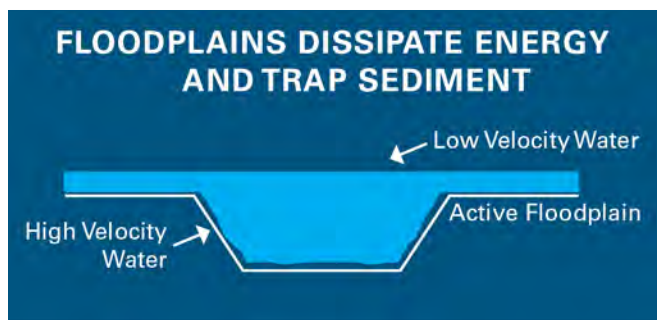 FLOODPLAINS DISSIPATE ENERGY
AND TRAP SEDIMENT
Low Velocity Water
Active Floodplain
High Velocity
Water